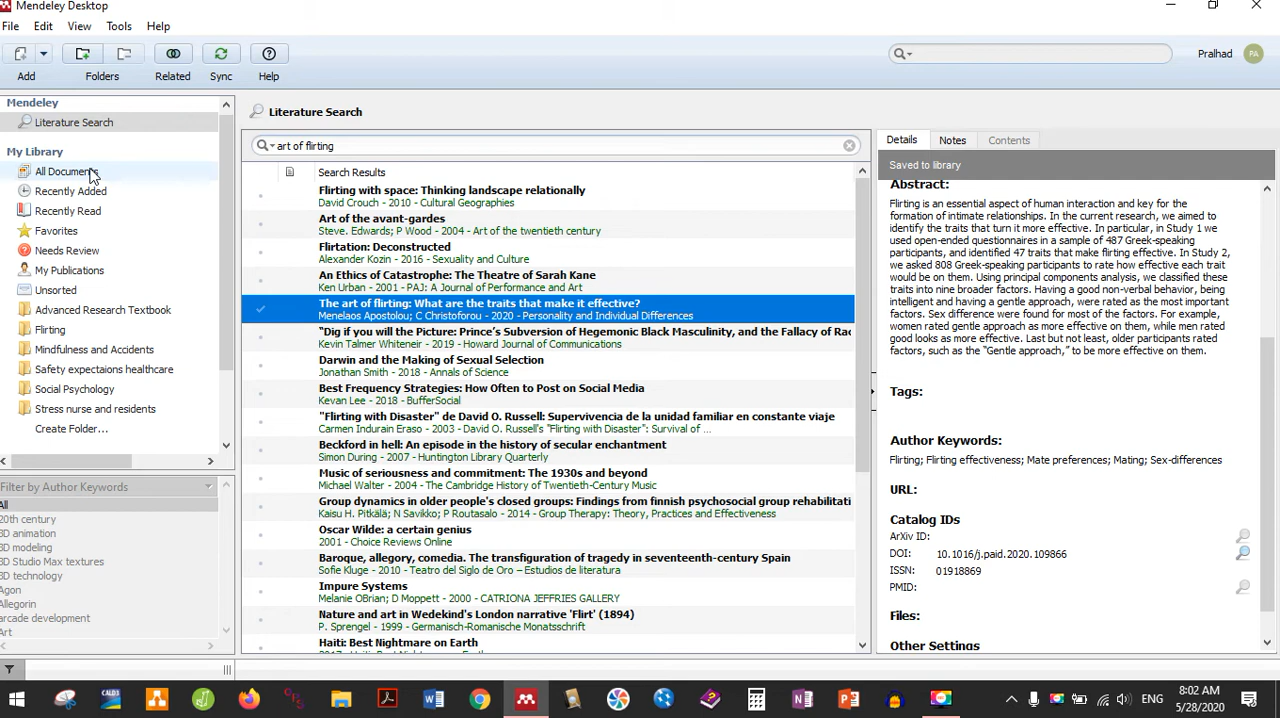 Mendeley Desktop
File Edit View Tools Help
Add Folders Related Sync Help
Pralhad PA
Mendeley
Literature Search
My Library
All Documents
Recently Added
Recently Read
Favorites
Needs Review
My Publications
Unsorted
Advanced Research Textbook
Flirting
Mindfulness and Accidents
Safety expectaions healthcare
Social Psychology
Stress nurse and residents
Create Folder...
Filter by Author Keywords
All
20th century
3D animation
3D modeling
3D Studio Max textures
3D technology
Agon
Allegorin
arcade development
Art
Literature Search
art of flirting
Search Results
Flirting with space: Thinking landscape relationally
David Crouch - 2010 - Cultural Geographies
Art of the avant-gardes
Steve. Edwards; P Wood - 2004 - Art of the twentieth century
Flirtation: Deconstructed
Alexander Kozin - 2016 - Sexuality and Culture
An Ethics of Catastrophe: The Theatre of Sarah Kane
Ken Urban - 2001 - PAJ: A Journal of Performance and Art
The art of flirting: What are the traits that make it effective?
Menelaos Apostolou; C Christoforou - 2020 - Personality and Individual Differences
“Dig if you will the Picture: Prince’s Subversion of Hegemonic Black Masculinity, and the Fallacy of Rac
Kevin Talmer Whiteneir - 2019 - Howard Journal of Communications
Darwin and the Making of Sexual Selection
Jonathan Smith - 2018 - Annals of Science
Best Frequency Strategies: How Often to Post on Social Media
Kevan Lee - 2018 - BufferSocial
"Flirting with Disaster" de David O. Russell: Supervivencia de la unidad familiar en constante viaje
Carmen Indurain Eraso - 2003 - David O. Russell's "Flirting with Disaster": Survival of ...
Beckford in hell: An episode in the history of secular enchantment
Simon During - 2007 - Huntington Library Quarterly
Music of seriousness and commitment: The 1930s and beyond
Michael Walter - 2004 - The Cambridge History of Twentieth-Century Music
Group dynamics in older people's closed groups: Findings from finnish psychosocial group rehabilitati
Kaisu H. Pitkälä; N Savikko; P Routasalo - 2014 - Group Therapy: Theory, Practices and Effectiveness
Oscar Wilde: a certain genius
2001 - Choice Reviews Online
Baroque, allegory, comedia. The transfiguration of tragedy in seventeenth-century Spain
Sofie Kluge - 2010 - Teatro del Siglo de Oro – Estudios de literatura
Impure Systems
Melanie OBrian; D Moppett - 2000 - CATRIONA JEFFRIES GALLERY
Nature and art in Wedekind's London narrative 'Flirt' (1894)
P. Sprengel - 1999 - Germanisch-Romanische Monatsschrift
Haiti: Best Nightmare on Earth
Details Notes Contents
Saved to library
Abstract:
Flirting is an essential aspect of human interaction and key for the
formation of intimate relationships. In the current research, we aimed to
identify the traits that turn it more effective. In particular, in Study 1 we
used open-ended questionnaires in a sample of 487 Greek-speaking
participants, and identified 47 traits that make flirting effective. In Study 2,
we asked 808 Greek-speaking participants to rate how effective each trait
would be on them. Using principal components analysis, we classified these
traits into nine broader factors. Having a good non-verbal behavior, being
intelligent and having a gentle approach, were rated as the most important
factors. Sex difference were found for most of the factors. For example,
women rated gentle approach as more effective on them, while men rated
good looks as more effective. Last but not least, older participants rated
factors, such as the “Gentle approach,” to be more effective on them.
Tags:
Author Keywords:
Flirting; Flirting effectiveness; Mate preferences; Mating; Sex-differences
URL:
Catalog IDs
ArXiv ID:
DOI: 10.1016/j.paid.2020.109866
ISSN: 01918869
PMID:
Files:
Other Settings
ENG
8:02 AM
5/28/2020